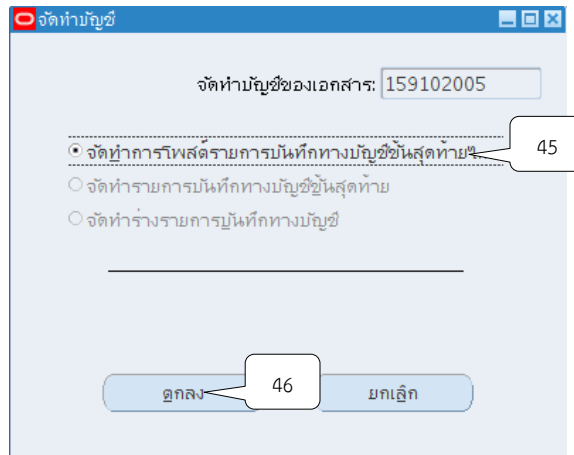 จัดทำบัญชี
จัดทำบัญชีของเอกสาร: 159102005
จัดทำการโพสต์รายการบันทึกทางบัญชีขั้นสุดท้าย
45
จัดทำรายการบันทึกทางบัญชีขั้นสุดท้าย
จัดทำร่างรายการบันทึกทางบัญชี
ตกลง 46 ยกเลิก